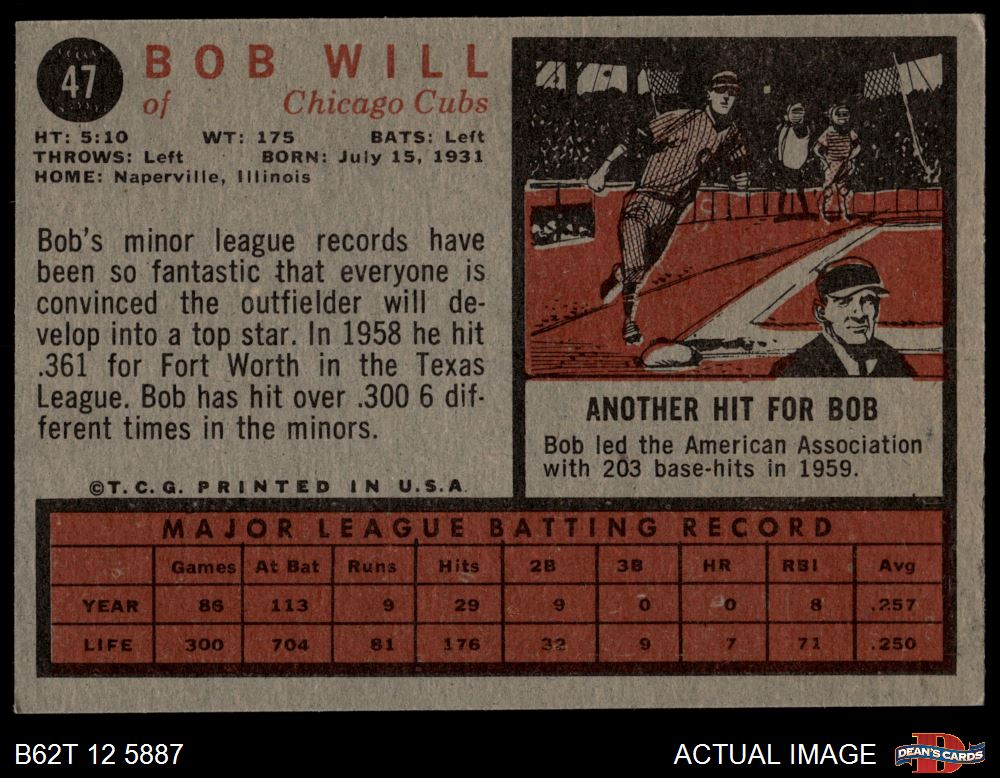 47
BOB WILL
of Chicago Cubs
HT: 5:10 WT: 175 BATS: Left
THROWS: Left BORN: July 15, 1931
HOME: Naperville, Illinois
Bob's minor league records have
been so fantastic that everyone is
convinced the outfielder will de-
velop into a top star. In 1958 he hit
.361 for Fort Worth in the Texas
League. Bob has hit over .300 6 dif-
ferent times in the minors.
©T. C. G. PRINTED IN U.S.A.
ANOTHER HIT FOR BOB
Bob led the American Association
with 203 base-hits in 1959.
MAJOR LEAGUE BATTING RECORD
Games At Bat Runs Hits 2B 3B HR RBI Avg
YEAR 86 113 9 29 9 0 0 8 .257
LIFE 300 704 81 176 32 9 7 71 .250
B62T 12 5887
ACTUAL IMAGE
DEAN'S CARDS